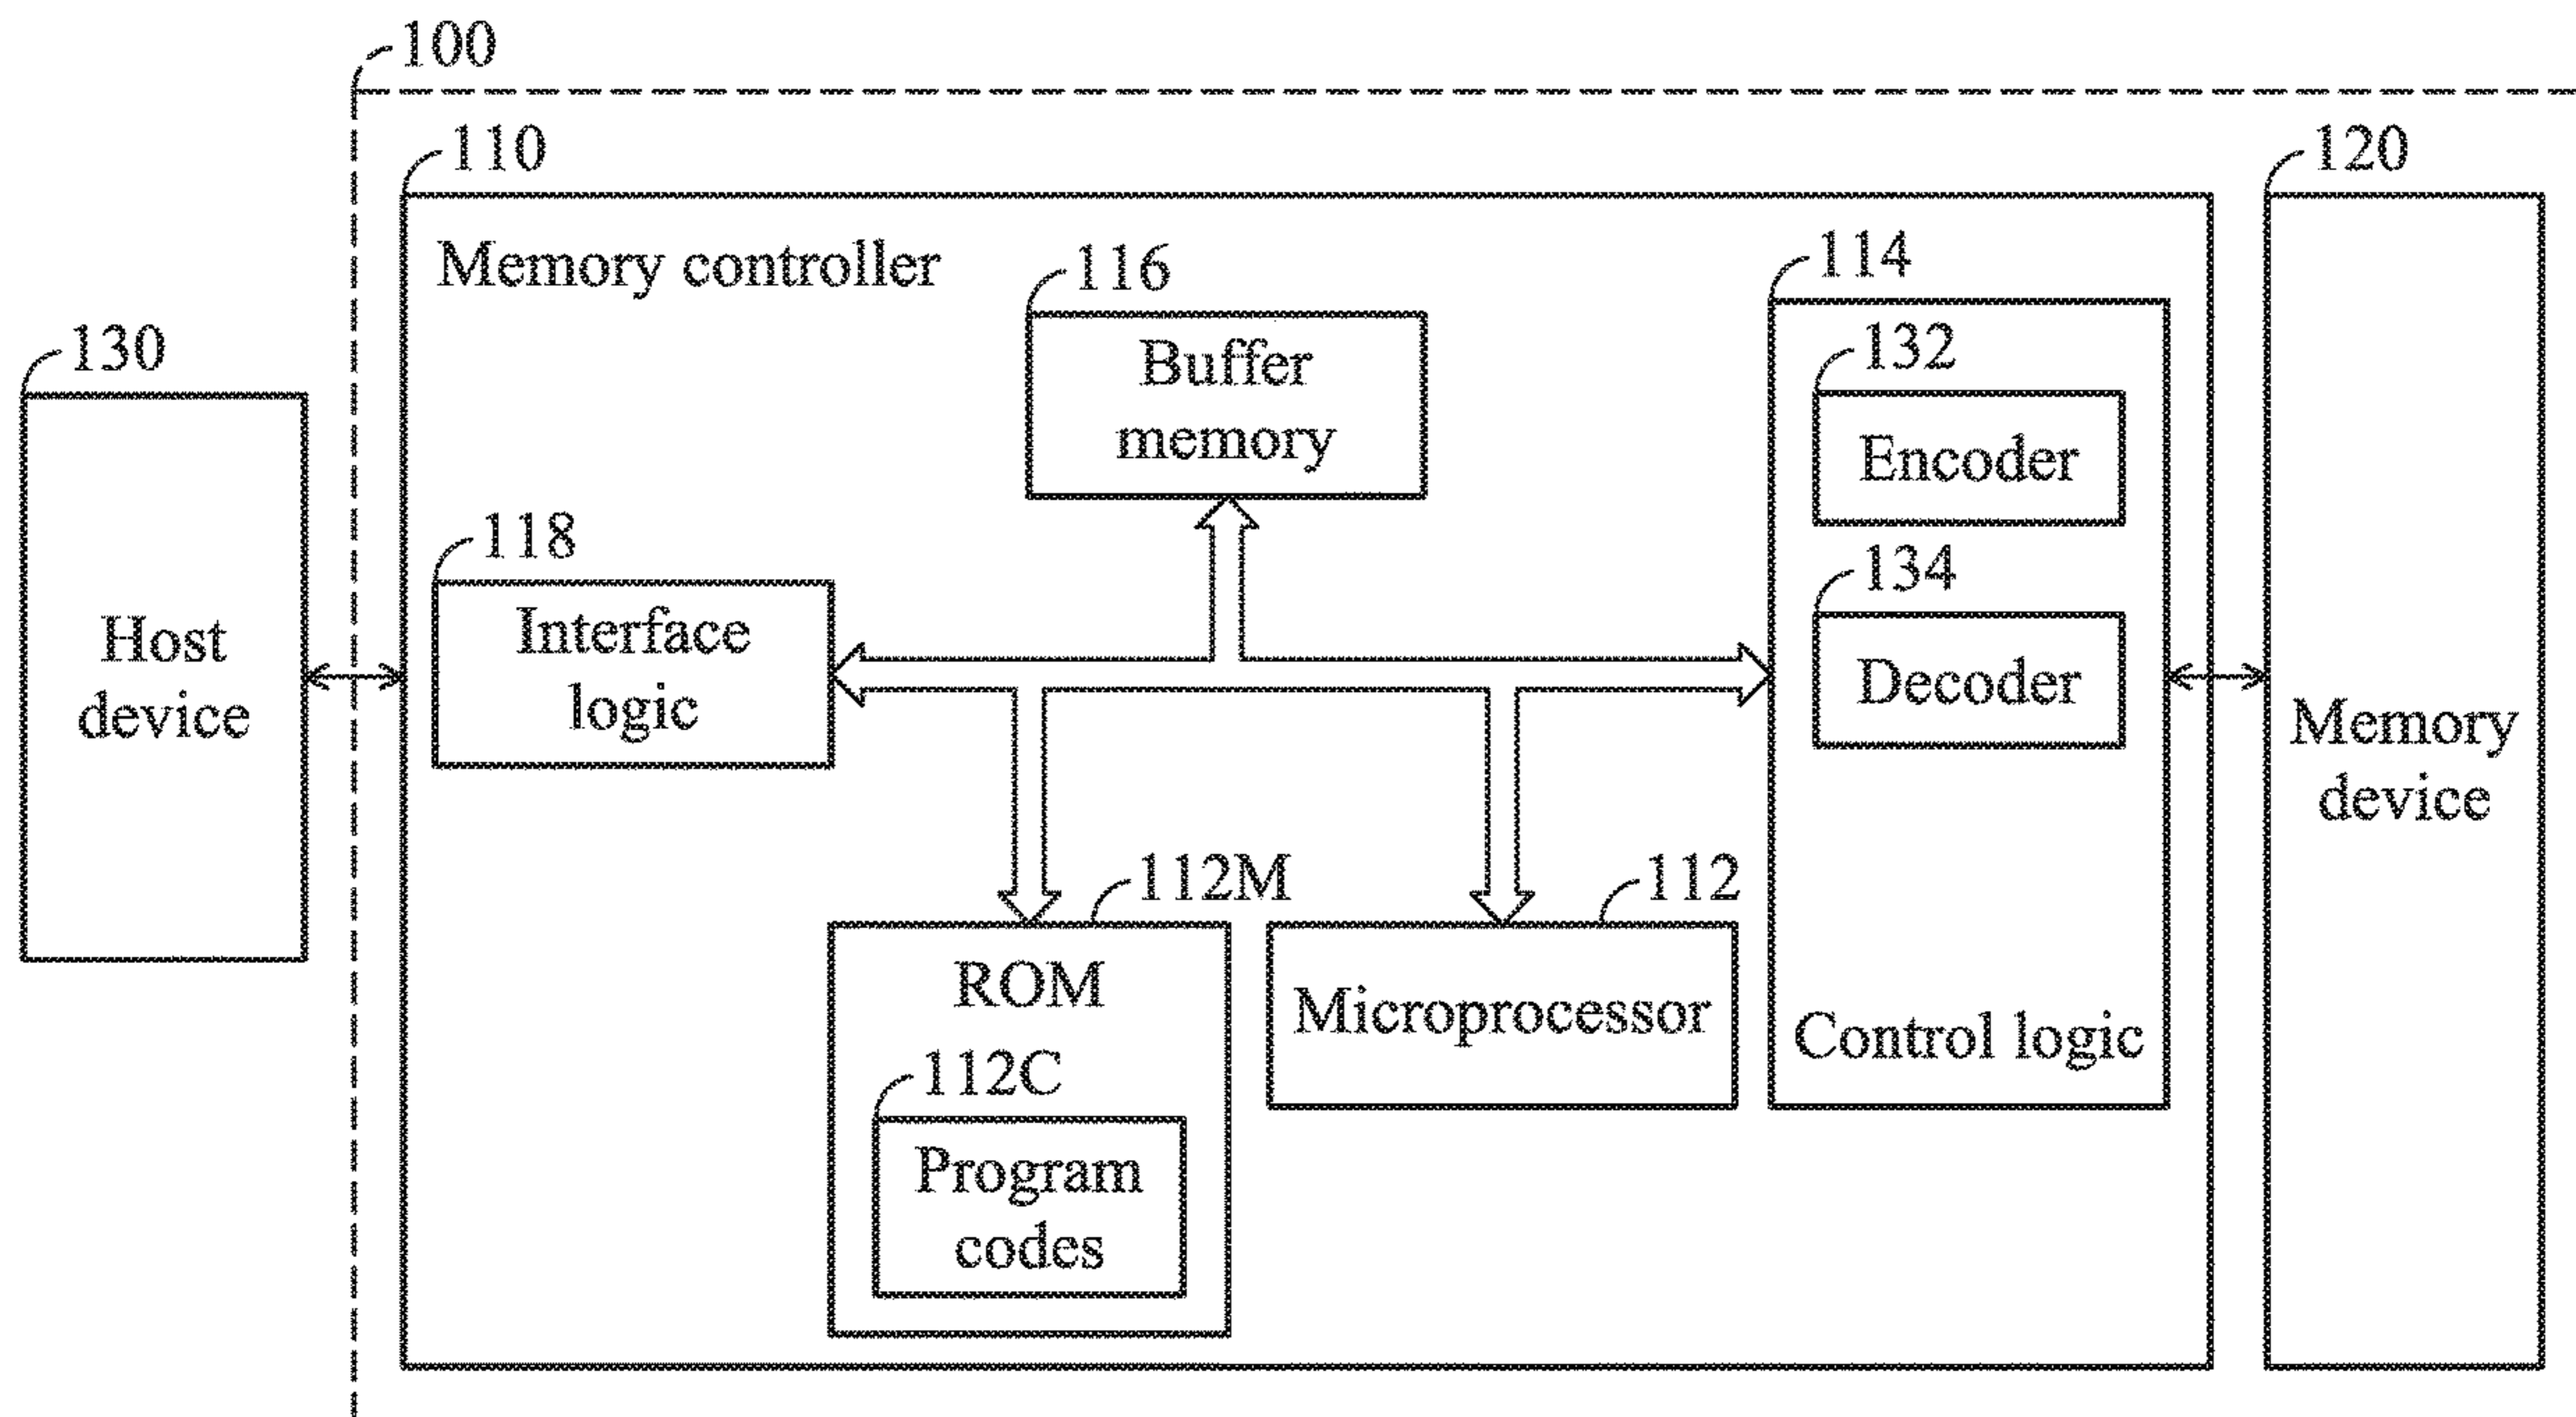 100
110
120
Memory controller
116
114
130
Buffer
memory
132
Encoder
118
Interface
logic
134
Decoder
Host
device
Memory
device
112M
112
ROM
Microprocessor
Control logic
112C
Program
codes